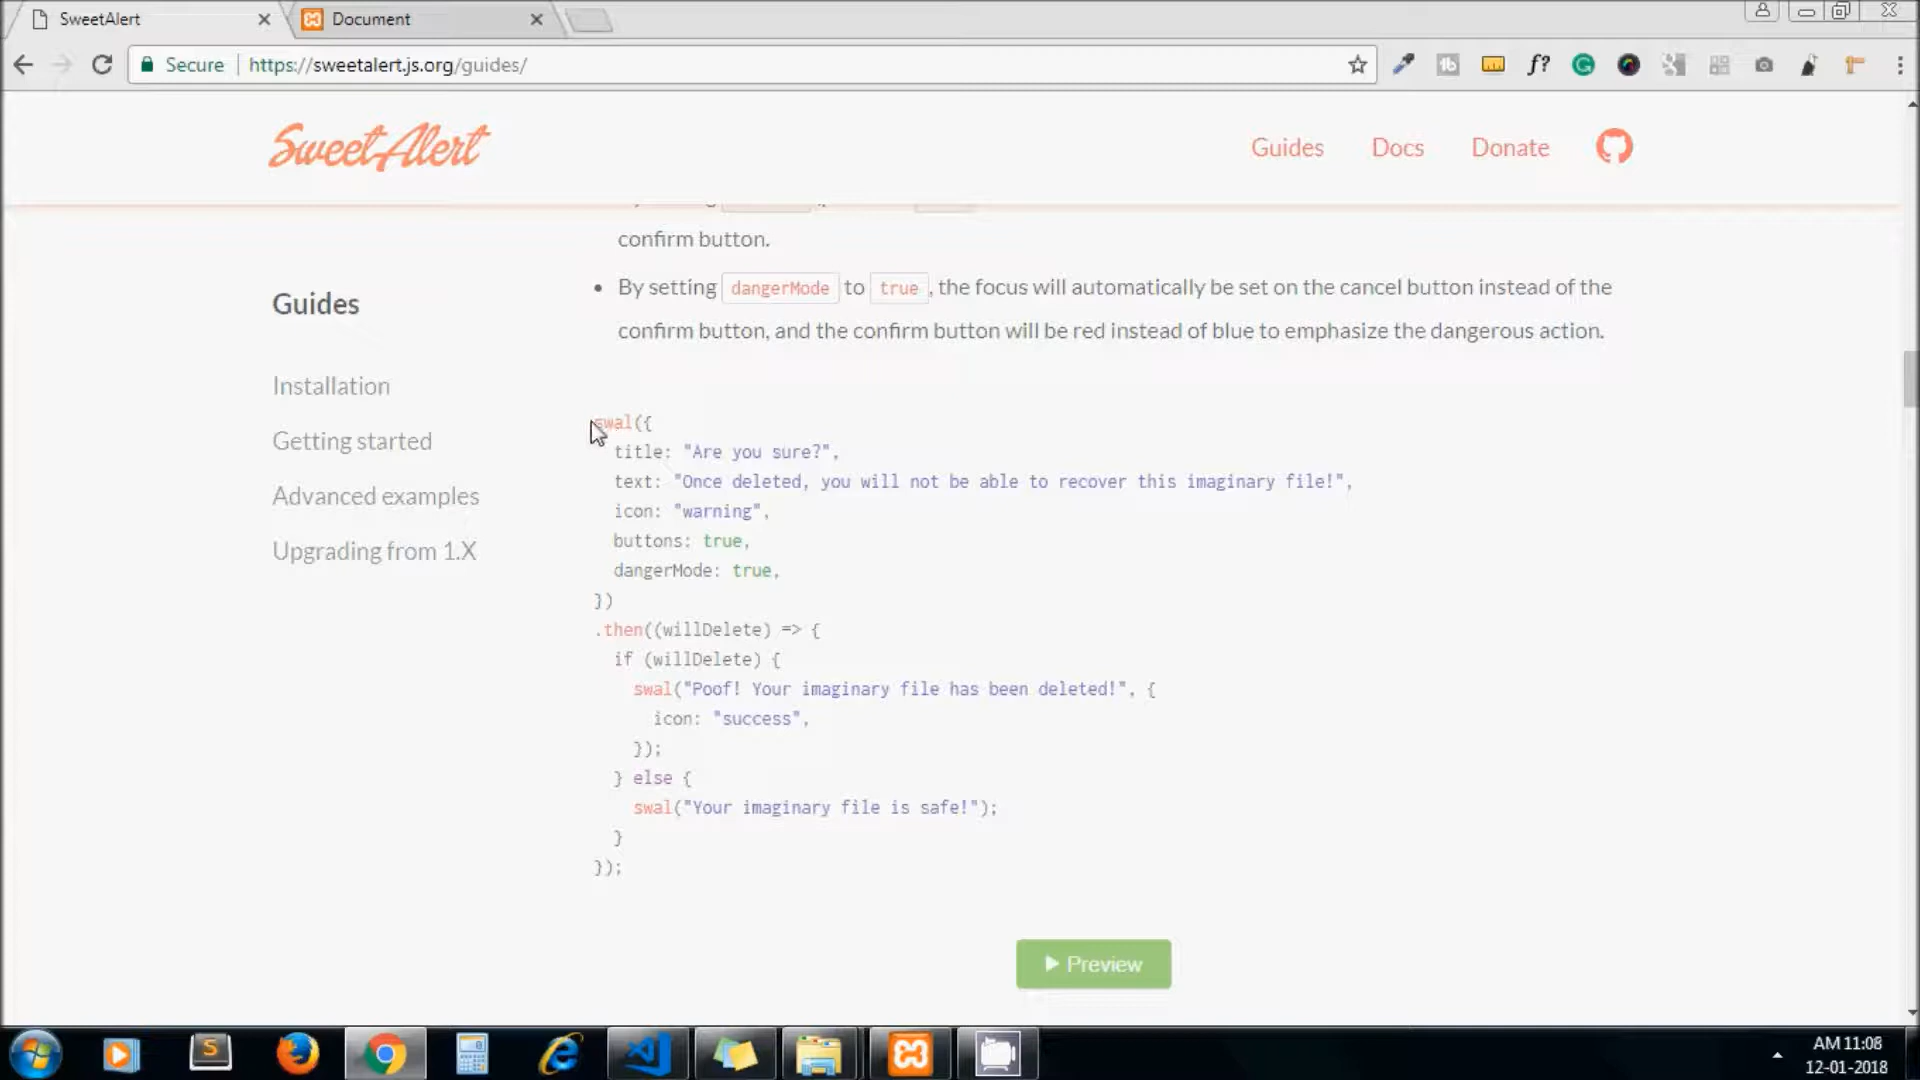 SweetAlert
Document
Secure
https://sweetalert.js.org/guides/
f?
SweetAlert
Guides
Docs
Donate
confirm button.
Guides
• By setting dangerMode to true, the focus will automatically be set on the cancel button instead of the
confirm button, and the confirm button will be red instead of blue to emphasize the dangerous action.
Installation
Getting started
Advanced examples
Upgrading from 1.X
swal({
title: "Are you sure?",
text: "Once deleted, you will not be able to recover this imaginary file!",
icon: "warning",
buttons: true,
dangerMode: true,
})
.then((willDelete) => {
if (willDelete) {
swal("Poof! Your imaginary file has been deleted!", {
icon: "success",
});
} else {
swal("Your imaginary file is safe!");
}
});
Preview
AM 11:08
12-01-2018